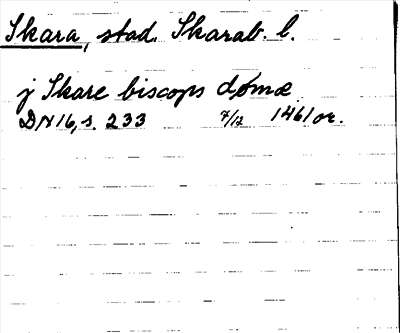 Skara, stad. Skarab. l.
j Skare biscops dømæ
DN 16, s. 233 7/12 1461 or.